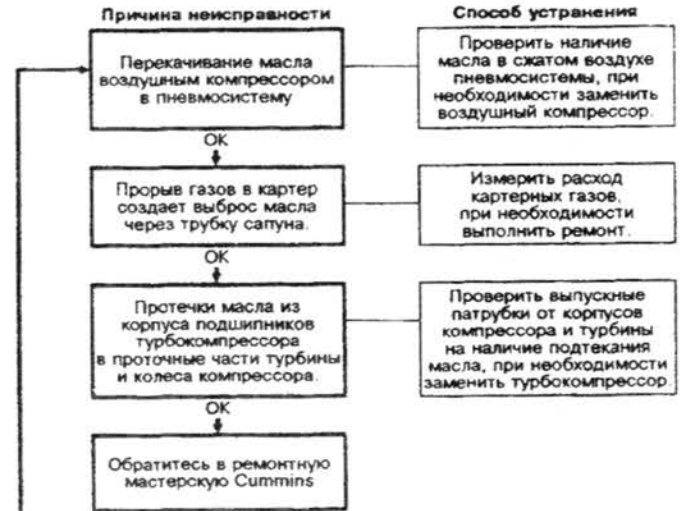 Причина неисправности
Способ устранения
Перекачивание масла
воздушным компрессором
в пневмосистему
Проверить наличие
масла в сжатом воздухе
пневмосистемы, при
необходимости заменить
воздушный компрессор.
ОК
Прорыв газов в картер
создает выброс масла
через трубку сапуна.
Измерить расход
картерных газов,
при необходимости
выполнить ремонт.
ОК
Протечки масла из
корпуса подшипников
турбокомпрессора
в проточные части турбины
и колеса компрессора.
Проверить выпускные
патрубки от корпусов
компрессора и турбины
на наличие подтекания
масла, при необходимости
заменить турбокомпрессор.
ОК
Обратитесь в ремонтную
мастерскую Cummins